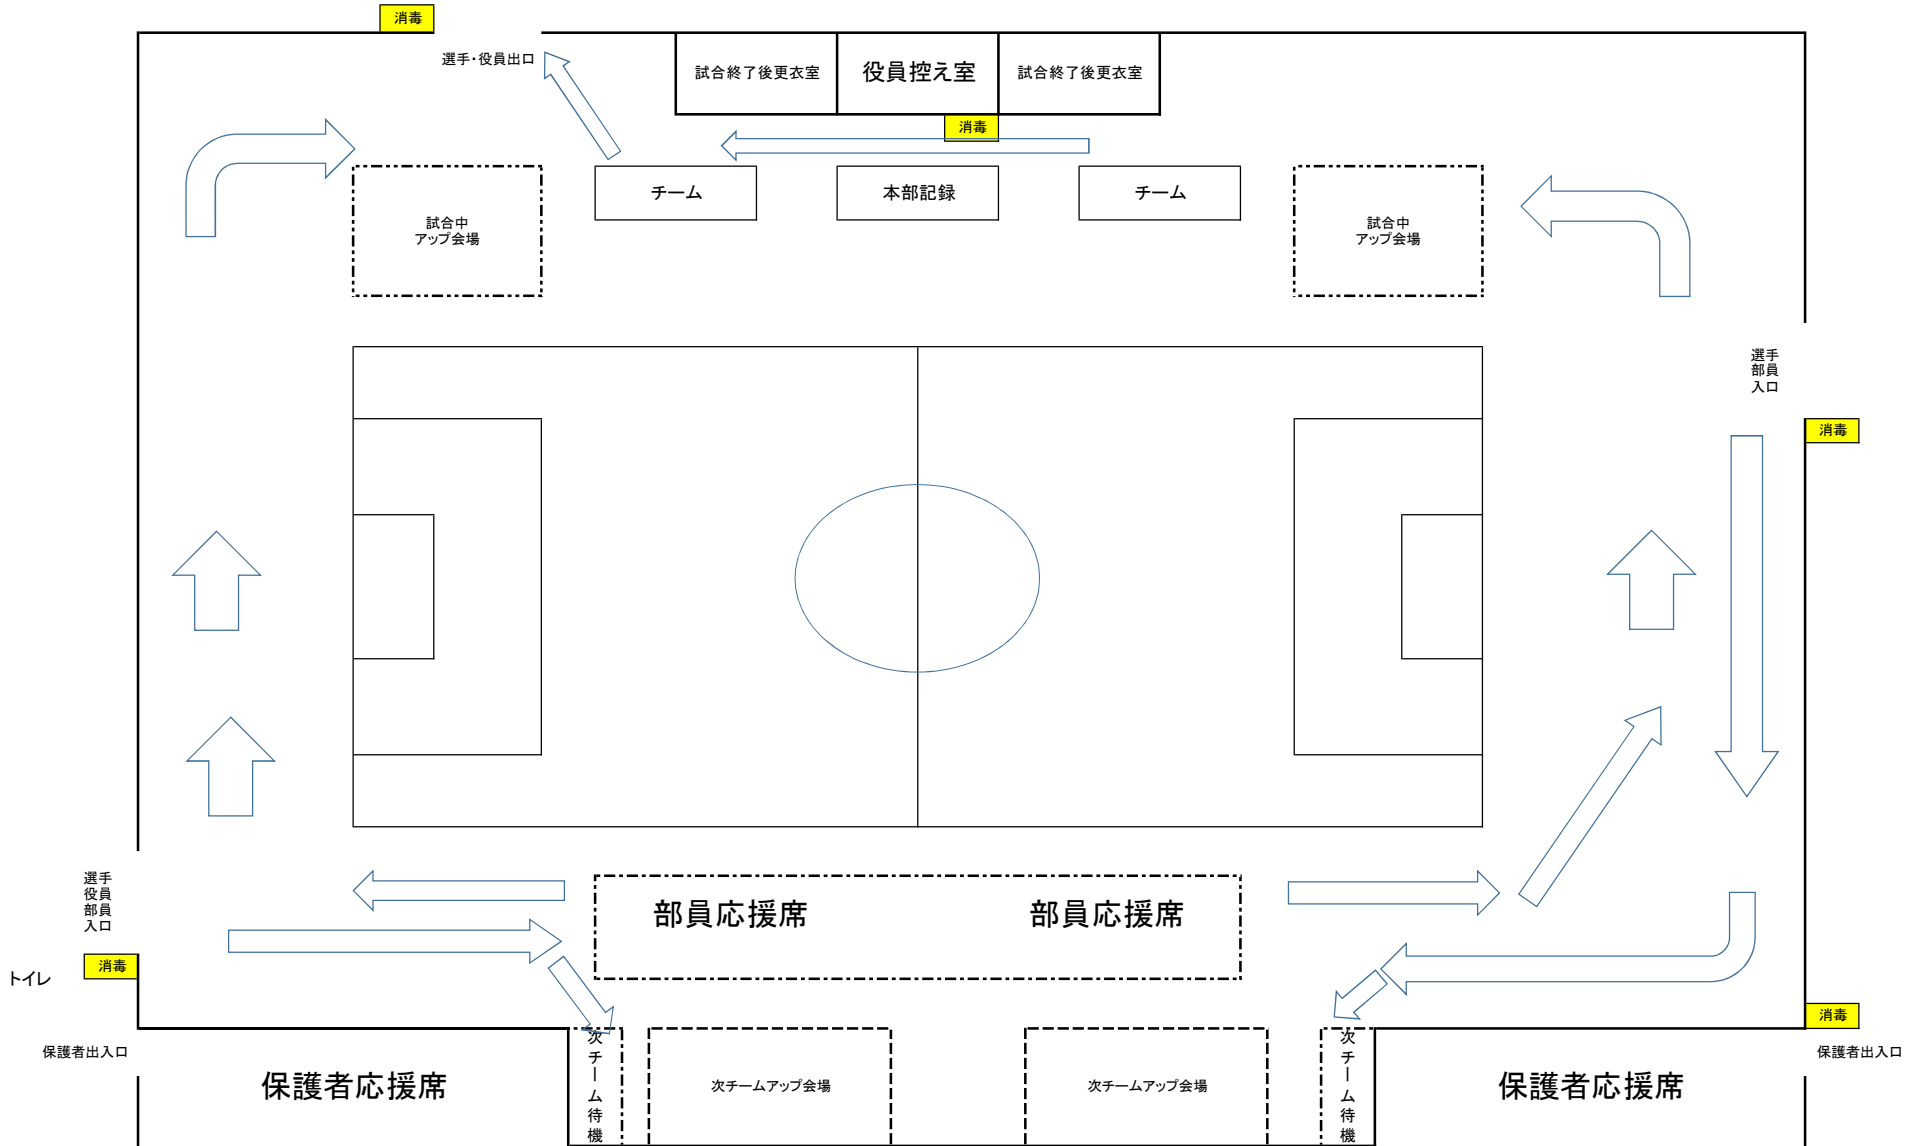 消毒
選手・役員出口
試合終了後更衣室
役員控え室
試合終了後更衣室
消毒
チーム
本部記録
チーム
試合中
アップ会場
試合中
アップ会場
選手
部員
入口
消毒
選手
役員
部員
入口
部員応援席
部員応援席
トイレ
消毒
消毒
保護者出入口
保護者応援席
次チーム待機
次チームアップ会場
次チームアップ会場
次チーム待機
保護者応援席
保護者出入口